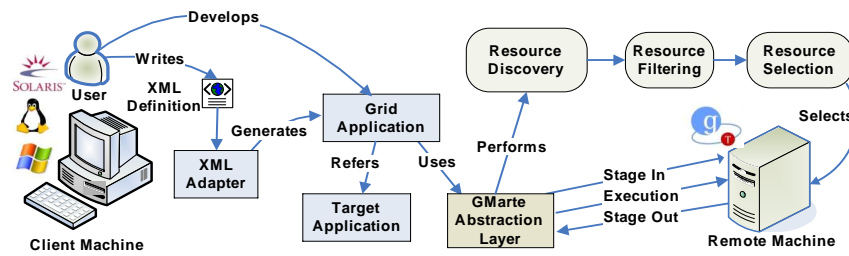 Develops
Writes
SOLARIS™
User
XML
Definition
Generates
Grid
Application
XML
Adapter
Refers
Uses
Target
Application
Client Machine
Resource
Discovery
Resource
Filtering
Resource
Selection
Performs
Selects
g
T
Stage In
Execution
Stage Out
GMarte
Abstraction
Layer
Remote Machine